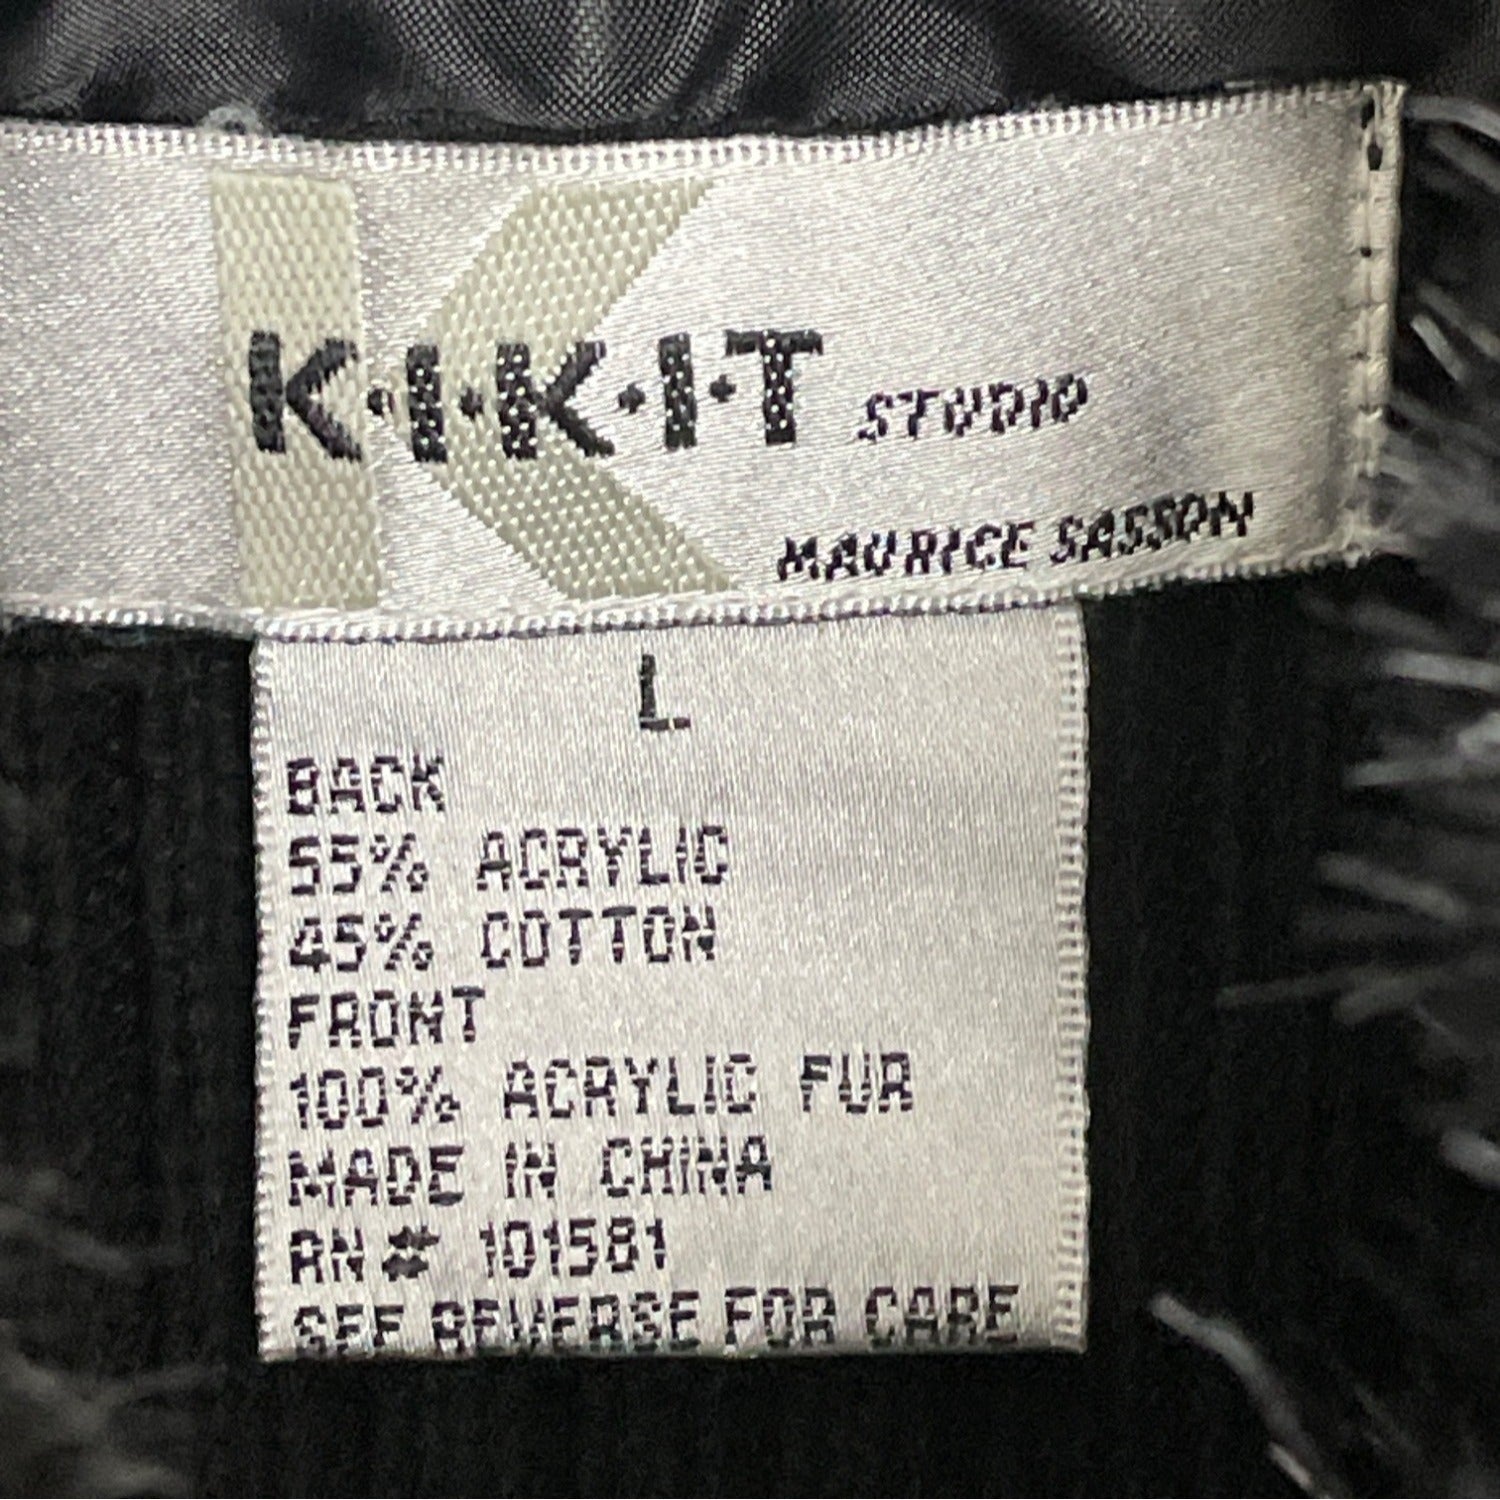 K·I·K·I·T STUDIO
MAURICE SASSON
L
BACK
55% ACRYLIC
45% COTTON
FRONT
100% ACRYLIC FUR
MADE IN CHINA
RN# 101581
SEE REVERSE FOR CARE